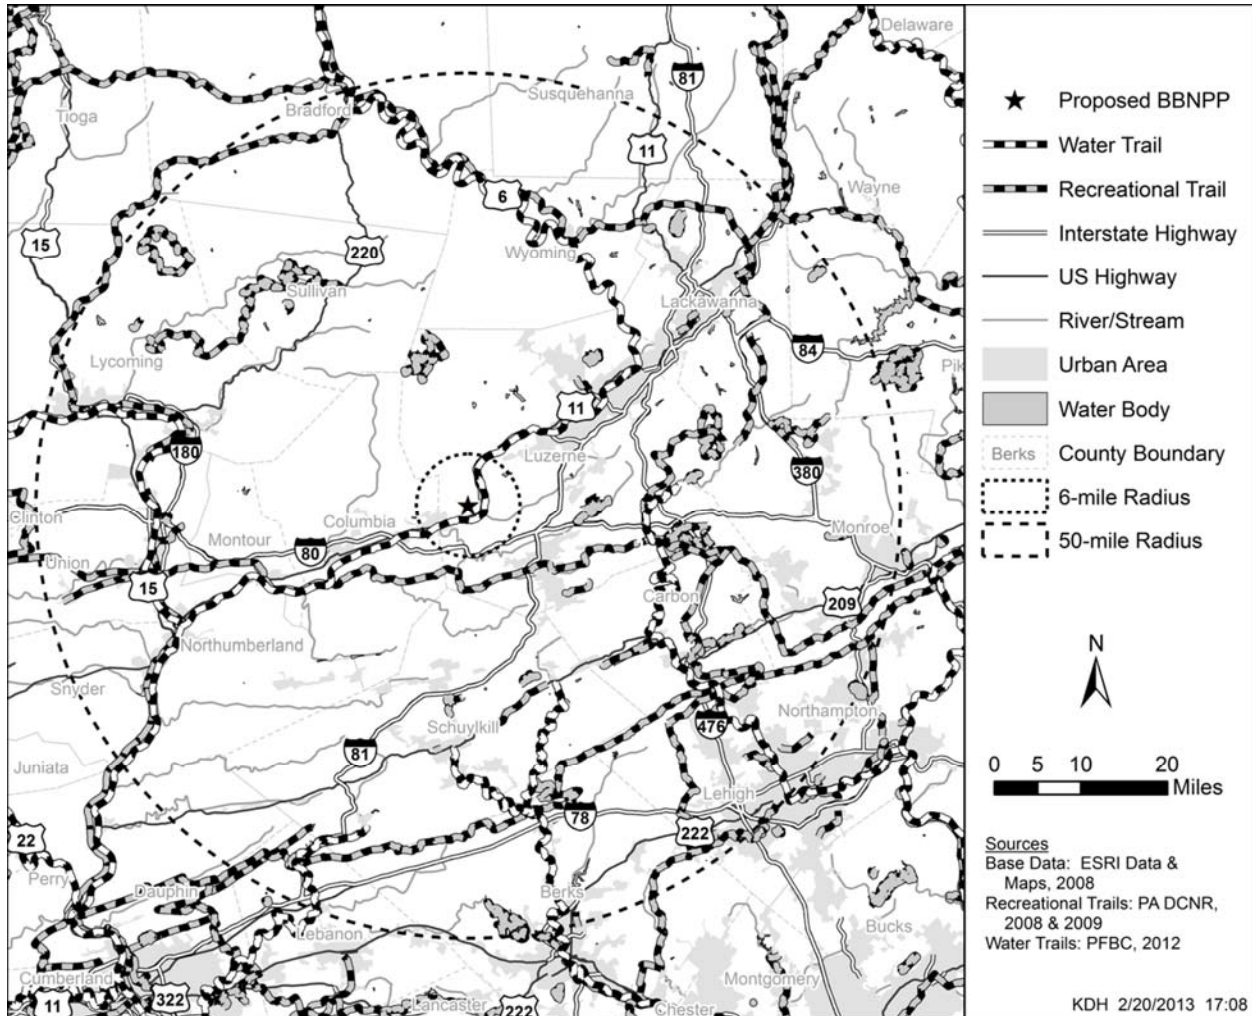 Delaware
81
Susquehanna
Tioga
Bradford
11
Wayne
6
15
220
Wyoming
Sullivan
Lackawanna
Lycoming
84
Pik
11
180
Luzerne
380
Clinton
Columbia
Monroe
Montour
80
Union
15
Carbon
209
Northumberland
Snyder
Northampton
Schuylkill
476
81
Juniata
Lehigh
78
222
22
Perry
Dauphin
Berks
Lebanon
Bucks
Cumberland
Montgomery
11
322
Lancaster
222
Chester
Proposed BBNPP
Water Trail
Recreational Trail
Interstate Highway
US Highway
River/Stream
Urban Area
Water Body
Berks County Boundary
6-mile Radius
50-mile Radius
N
0 5 10 20
Miles
Sources
Base Data: ESRI Data &
Maps, 2008
Recreational Trails: PA DCNR,
2008 & 2009
Water Trails: PFBC, 2012
KDH 2/20/2013 17:08